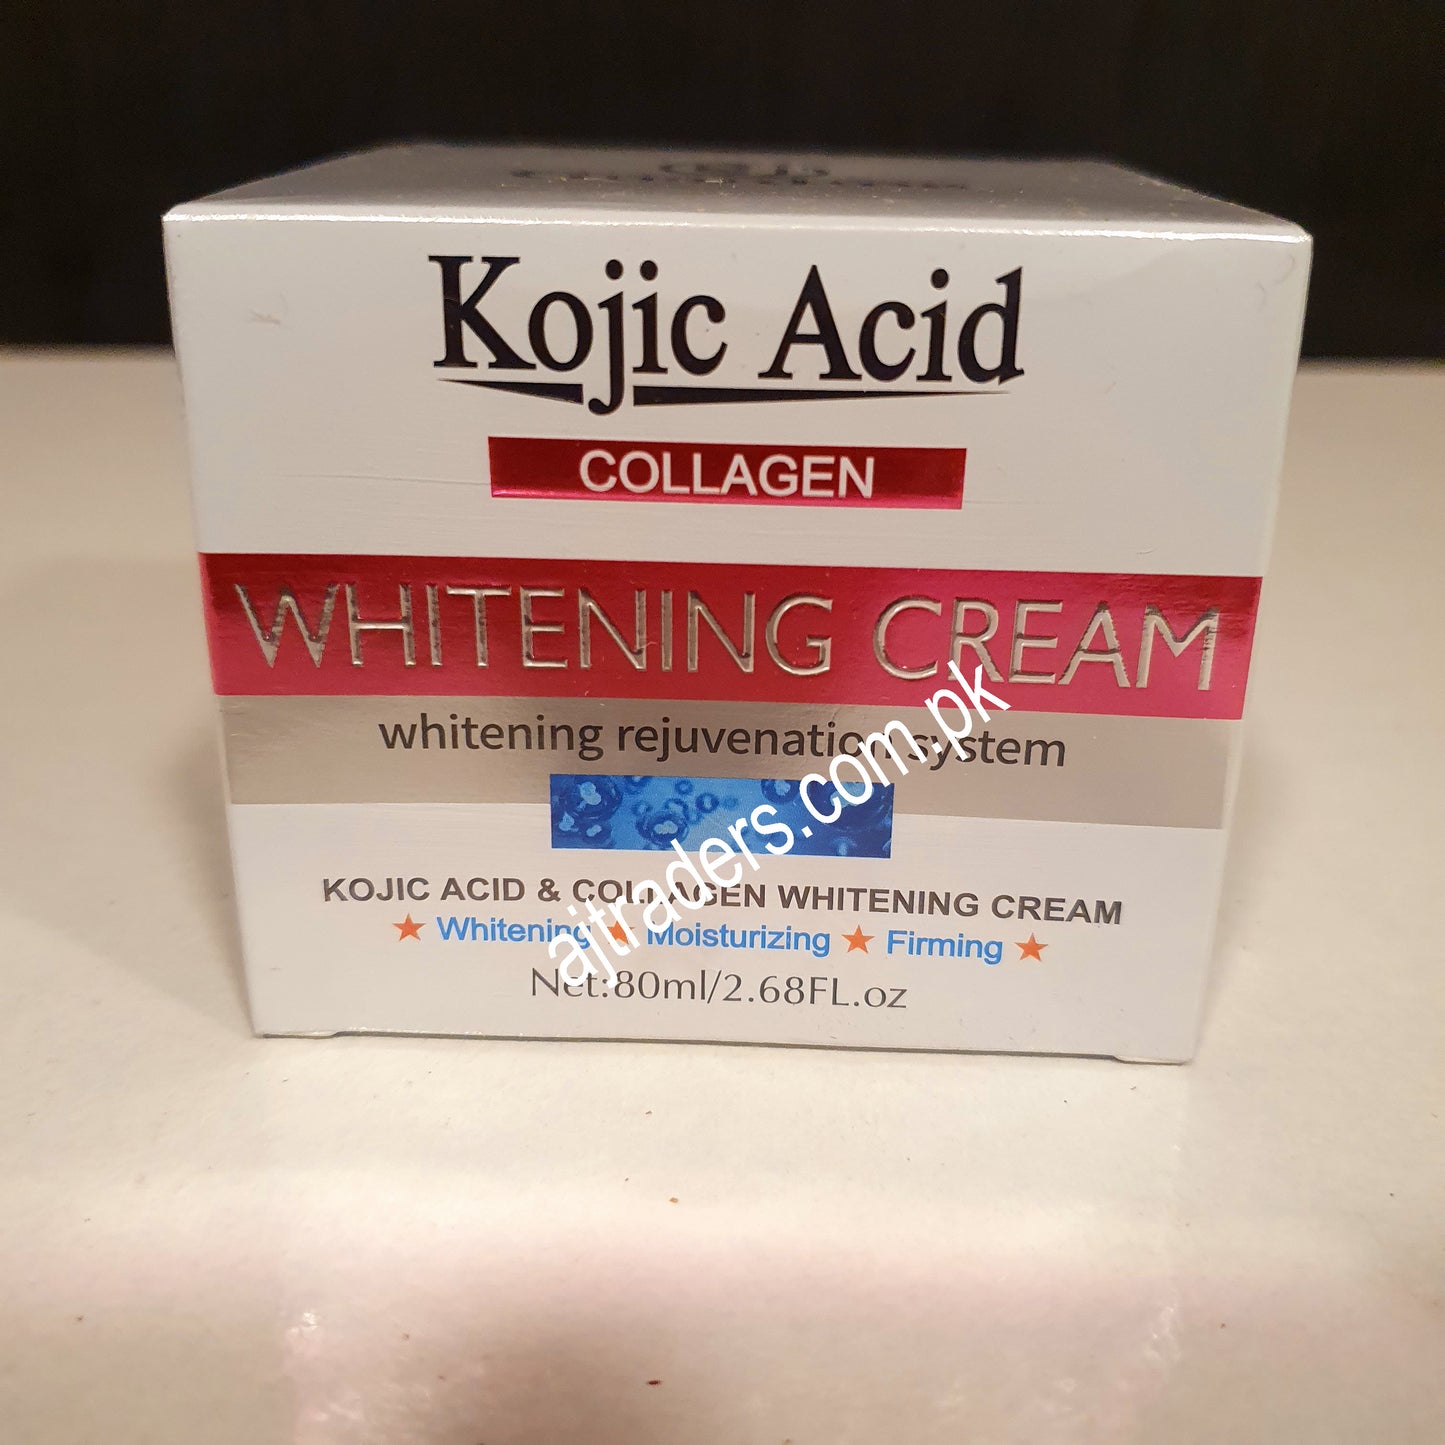 Kojic Acid
COLLAGEN
WHITENING CREAM
whitening rejuvenation system
KOJIC ACID & COLLAGEN WHITENING CREAM
★ Whitening ★ Moisturizing ★ Firming ★
Net:80ml/2.68FL.oz
ajtraders.com.pk